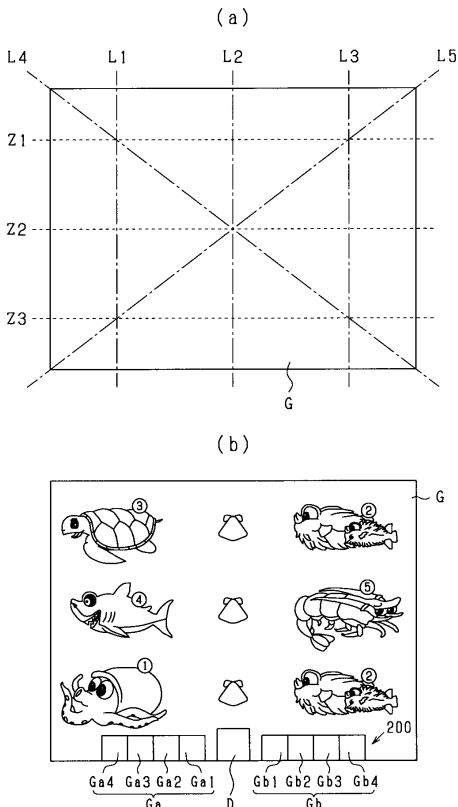 (a)
L4 L1 L2 L3 L5
Z1
Z2
Z3
G
(b)
③ ②
G
④ ⑤
① ②
200
Ga4 Ga3 Ga2 Ga1 D Gb1 Gb2 Gb3 Gb4
Ga Gb